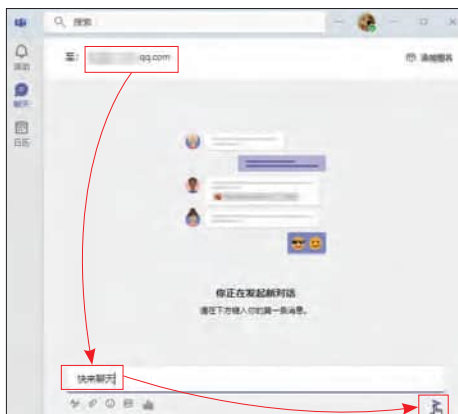 搜索
至: qq.com
添加组名
活动
聊天
日历
你正在发起新对话
请在下方键入你的第一条消息。
快来聊天